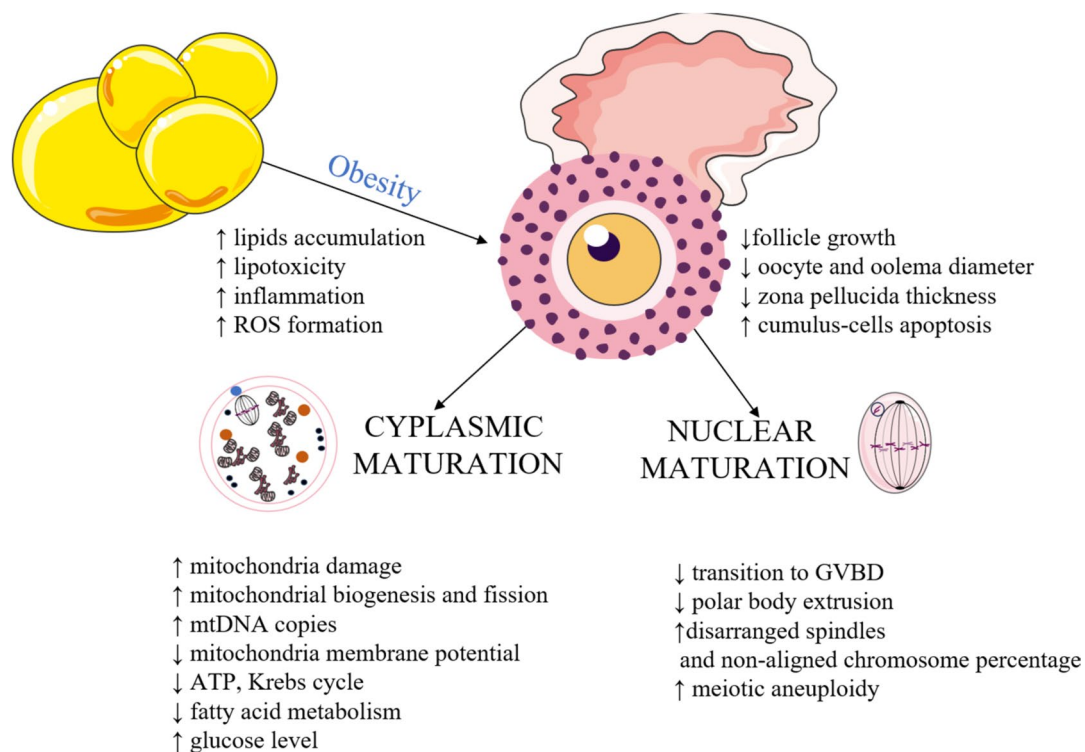 Obesity
↑ lipids accumulation
↑ lipotoxicity
↑ inflammation
↑ ROS formation
↓follicle growth
↓ oocyte and oolema diameter
↓ zona pellucida thickness
↑ cumulus-cells apoptosis
CYPLASMIC
MATURATION
NUCLEAR
MATURATION
↑ mitochondria damage
↑ mitochondrial biogenesis and fission
↑ mtDNA copies
↓ mitochondria membrane potential
↓ ATP, Krebs cycle
↓ fatty acid metabolism
↑ glucose level
↓ transition to GVBD
↓ polar body extrusion
↑disarranged spindles
and non-aligned chromosome percentage
↑ meiotic aneuploidy